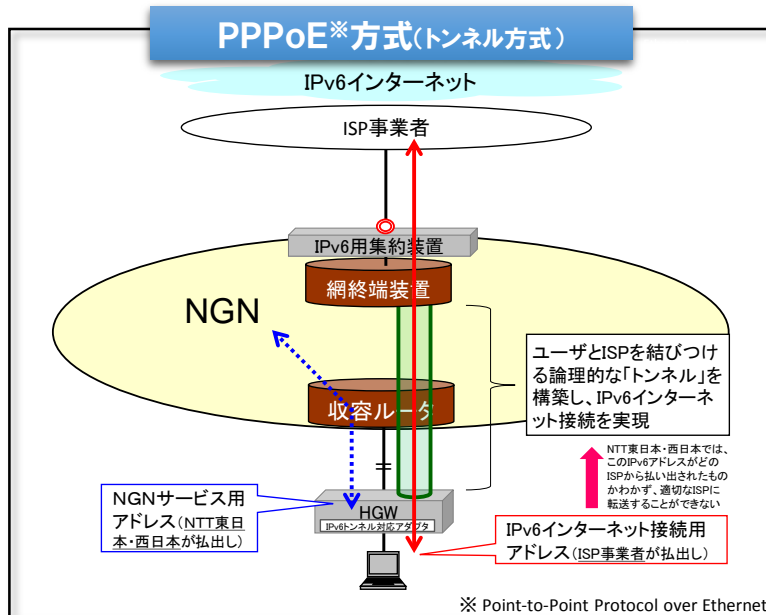 PPPoE※方式(トンネル方式)
IPv6インターネット
ISP事業者
IPv6用集約装置
網終端装置
NGN
ユーザとISPを結びつけ
る論理的な「トンネル」を
構築し、IPv6インターネ
ット接続を実現
収容ルータ
NTT東日本・西日本では、
このIPv6アドレスがどの
ISPから払い出されたもの
かわからず、適切なISPに
転送することができない
NGNサービス用
アドレス(NTT東日
本・西日本が払出し)
HGW
IPv6トンネル対応アダプタ
IPv6インターネット接続用
アドレス(ISP事業者が払出し)
※ Point-to-Point Protocol over Ethernet